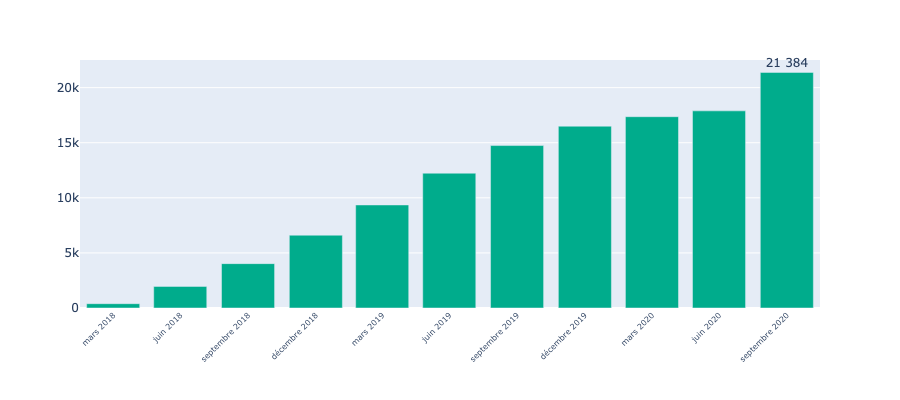 21 384
20k
15k
10k
5k
0
mars 2018
juin 2018
septembre 2018
décembre 2018
mars 2019
juin 2019
septembre 2019
décembre 2019
mars 2020
juin 2020
septembre 2020